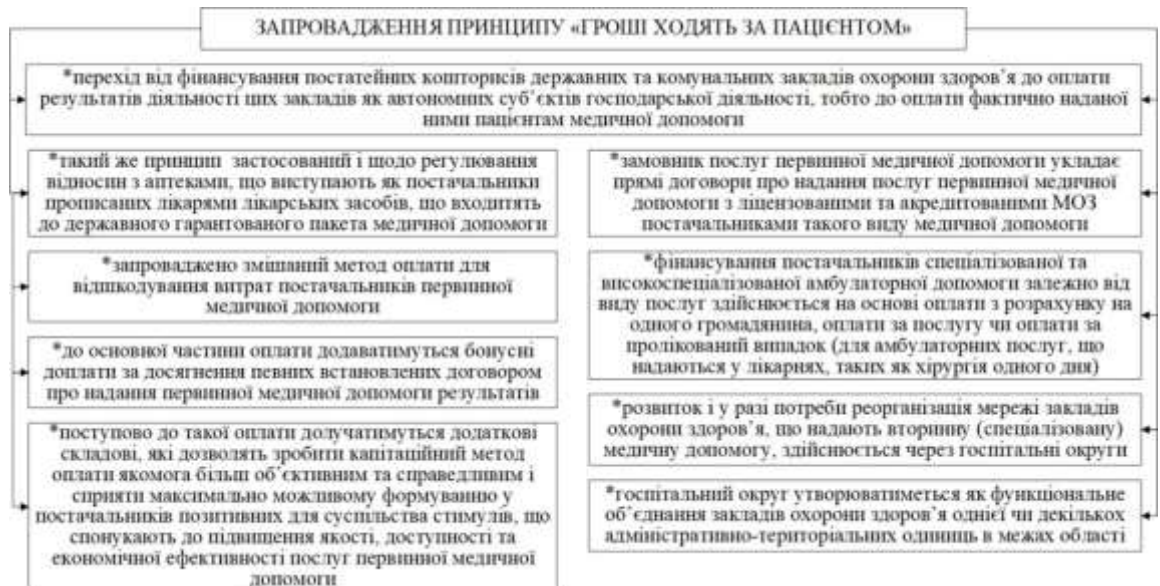 ЗАПРОВАДЖЕННЯ ПРИНЦИПУ «ГРОШІ ХОДЯТЬ ЗА ПАЦІЄНТОМ»
*перехід від фінансування постатейних кошторисів державних та комунальних закладів охорони здоров’я до оплати
результатів діяльності цих закладів як автономних суб’єктів господарської діяльності, тобто до оплати фактично наданої
ними пацієнтам медичної допомоги
*такий же принцип застосований і щодо регулювання
відносин з аптеками, що виступають як постачальники
прописаних лікарями лікарських засобів, що входитять
до державного гарантованого пакета медичної допомоги
*запроваджено змішаний метод оплати для
відшкодування витрат постачальників первинної
медичної допомоги
*до основної частини оплати додаватимуться бонусні
доплати за досягнення певних встановлених договором
про надання первинної медичної допомоги результатів
*поступово до такої оплати долучатимуться додаткові
складові, які дозволять зробити капітаційний метод
оплати якомога більш об’єктивним та справедливим і
сприяти максимально можливому формуванню у
постачальників позитивних для суспільства стимулів, що
спонукають до підвищення якості, доступності та
економічної ефективності послуг первинної медичної
допомоги
*замовник послуг первинної медичної допомоги укладає
прямі договори про надання послуг первинної медичної
допомоги з ліцензованими та акредитованими МОЗ
постачальниками такого виду медичної допомоги
*фінансування постачальників спеціалізованої та
високоспеціалізованої амбулаторної допомоги залежно від
виду послуг здійснюється на основі оплати з розрахунку на
одного громадянина, оплати за послугу чи оплати за
пролікований випадок (для амбулаторних послуг, що
надаються у лікарнях, таких як хірургія одного дня)
*розвиток і у разі потреби реорганізація мережі закладів
охорони здоров’я, що надають вторинну (спеціалізовану)
медичну допомогу, здійснюється через госпітальні округи
*госпітальний округ утворюватиметься як функціональне
об’єднання закладів охорони здоров’я однієї чи декількох
адміністративно-територіальних одиниць в межах області